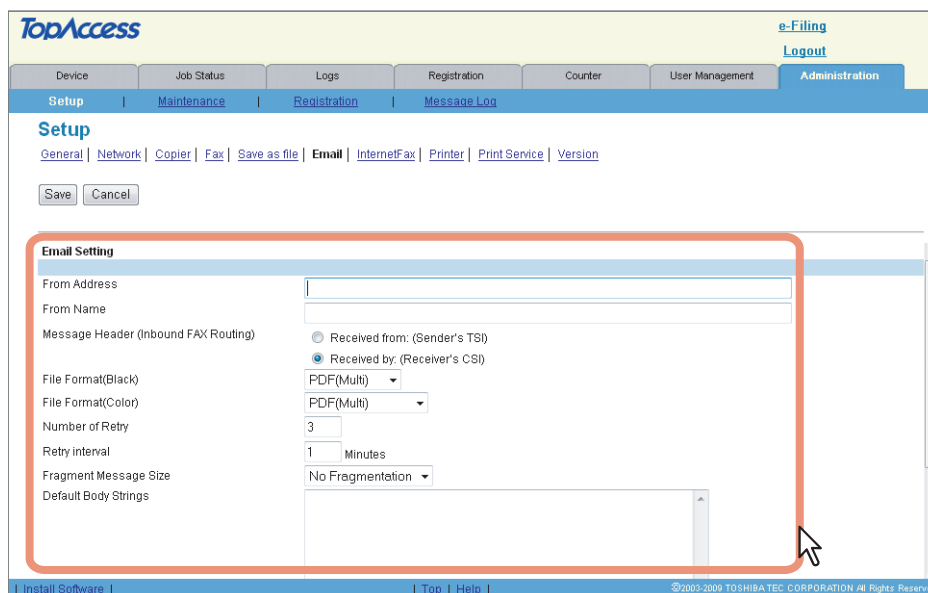 TopAccess
e-Filing
Logout
Device Job Status Logs Registration Counter User Management Administration
Setup | Maintenance | Registration | Message Log
Setup
General | Network | Copier | Fax | Save as file | Email | InternetFax | Printer | Print Service | Version
Save Cancel
Email Setting
From Address
From Name
Message Header (Inbound FAX Routing) Received from: (Sender's TSI)
Received by: (Receiver's CSI)
File Format(Black) PDF(Multi)
File Format(Color) PDF(Multi)
Number of Retry 3
Retry interval 1 Minutes
Fragment Message Size No Fragmentation
Default Body Strings
| Install Software | | Top | Help | ©2003-2009 TOSHIBA TEC CORPORATION All Rights Reserv